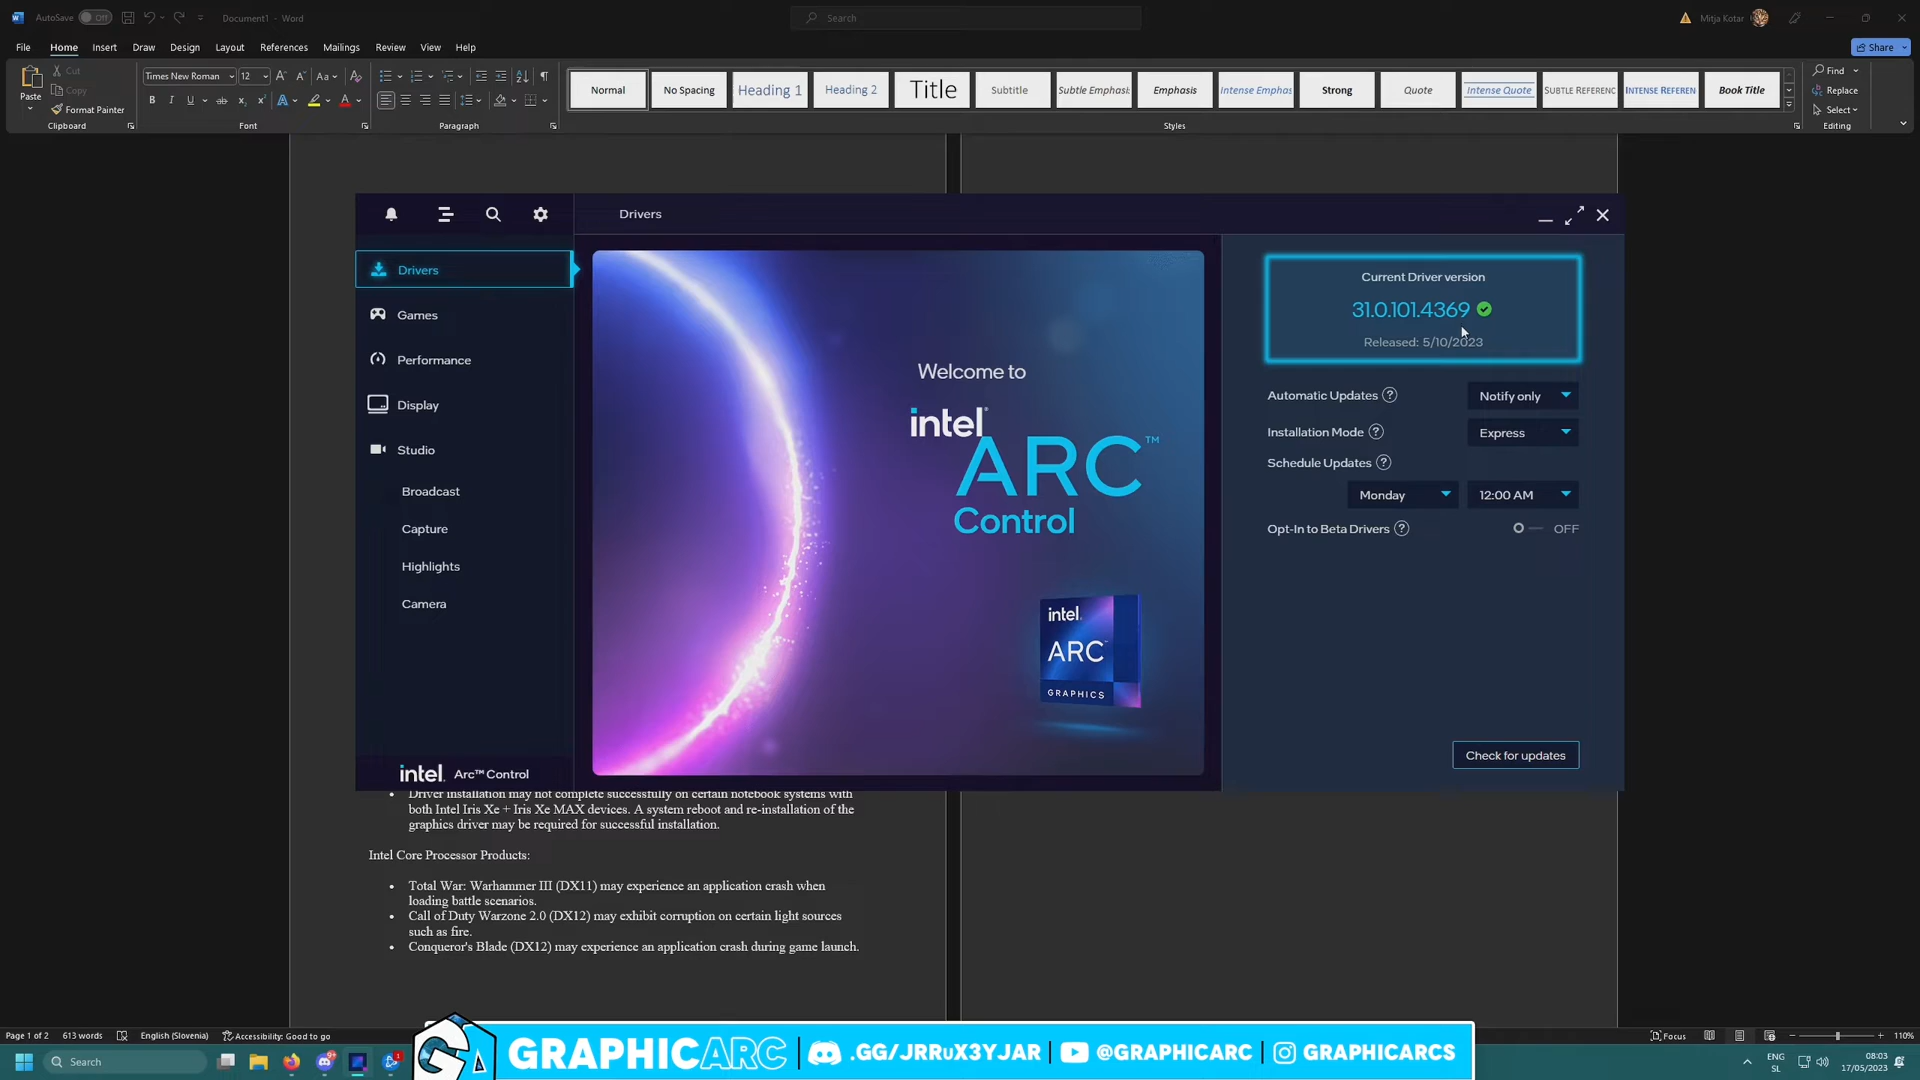 AutoSave Off Document1 - Word Search Mitja Kotar
File Home Insert Draw Design Layout References Mailings Review View Help Share
Paste Cut Copy Format Painter
Times New Roman 12 Aa
Normal No Spacing Heading 1 Heading 2 Title Subtitle Subtle Emphasi Emphasis Intense Emphas Strong Quote Intense Quote Subtle Referenc Intense Referen Book Title
Find Replace Select
Clipboard Font Paragraph Styles Editing
Drivers
Drivers
Games
Performance
Display
Studio
Broadcast
Capture
Highlights
Camera
intel. Arc™ Control
Welcome to
intel®
ARC™
Control
intel.
ARC™
GRAPHICS
Current Driver version
31.0.101.4369
Released: 5/10/2023
Automatic Updates ? Notify only
Installation Mode ? Express
Schedule Updates ?
Monday 12:00 AM
Opt-In to Beta Drivers ? OFF
Check for updates
Driver installation may not complete successfully on certain notebook systems with
both Intel Iris Xe + Iris Xe MAX devices. A system reboot and re-installation of the
graphics driver may be required for successful installation.
Intel Core Processor Products:
• Total War: Warhammer III (DX11) may experience an application crash when
loading battle scenarios.
• Call of Duty Warzone 2.0 (DX12) may exhibit corruption on certain light sources
such as fire.
• Conqueror's Blade (DX12) may experience an application crash during game launch.
Page 1 of 2 613 words English (Slovenia) Accessibility: Good to go Focus 110%
GA GRAPHICARC | .GG/JRRuX3YJAR | @GRAPHICARC | GRAPHICARCS
Search
ENG
SL
08:03
17/05/2023